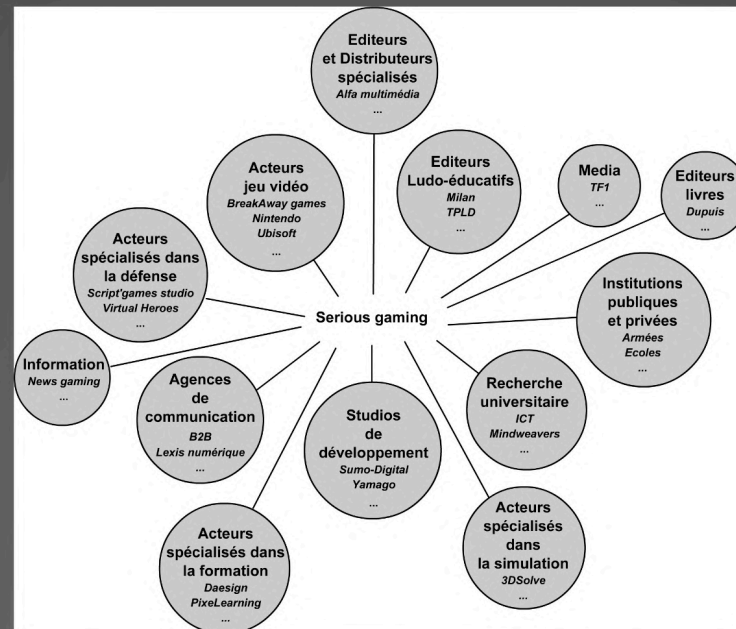 Editeurs
et Distributeurs
spécialisés
Alfa multimédia
...
Acteurs
jeu vidéo
BreakAway games
Nintendo
Ubisoft
...
Editeurs
Ludo-éducatifs
Milan
TPLD
...
Media
TF1
...
Editeurs
livres
Dupuis
...
Acteurs
spécialisés dans
la défense
Script'games studio
Virtual Heroes
...
Serious gaming
Institutions
publiques
et privées
Armées
Ecoles
...
Information
News gaming
...
Agences
de
communication
B2B
Lexis numérique
...
Studios
de
développement
Sumo-Digital
Yamago
...
Recherche
universitaire
ICT
Mindweavers
...
Acteurs
spécialisés dans
la formation
Daesign
PixeLearning
...
Acteurs
spécialisés
dans
la simulation
3DSolve
...